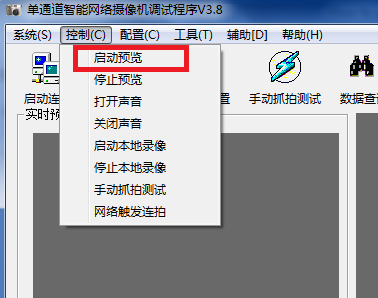 单通道智能网络摄像机调试程序V3.8
系统(S) 控制(C) 配置(C) 工具(T) 辅助[D] 升级(H)
启动预览
停止预览
打开声音
关闭声音
启动本地录像
停止本地录像
手动抓拍测试
网络触发连拍
启动连
置
手动抓拍测试
数据查
实时预